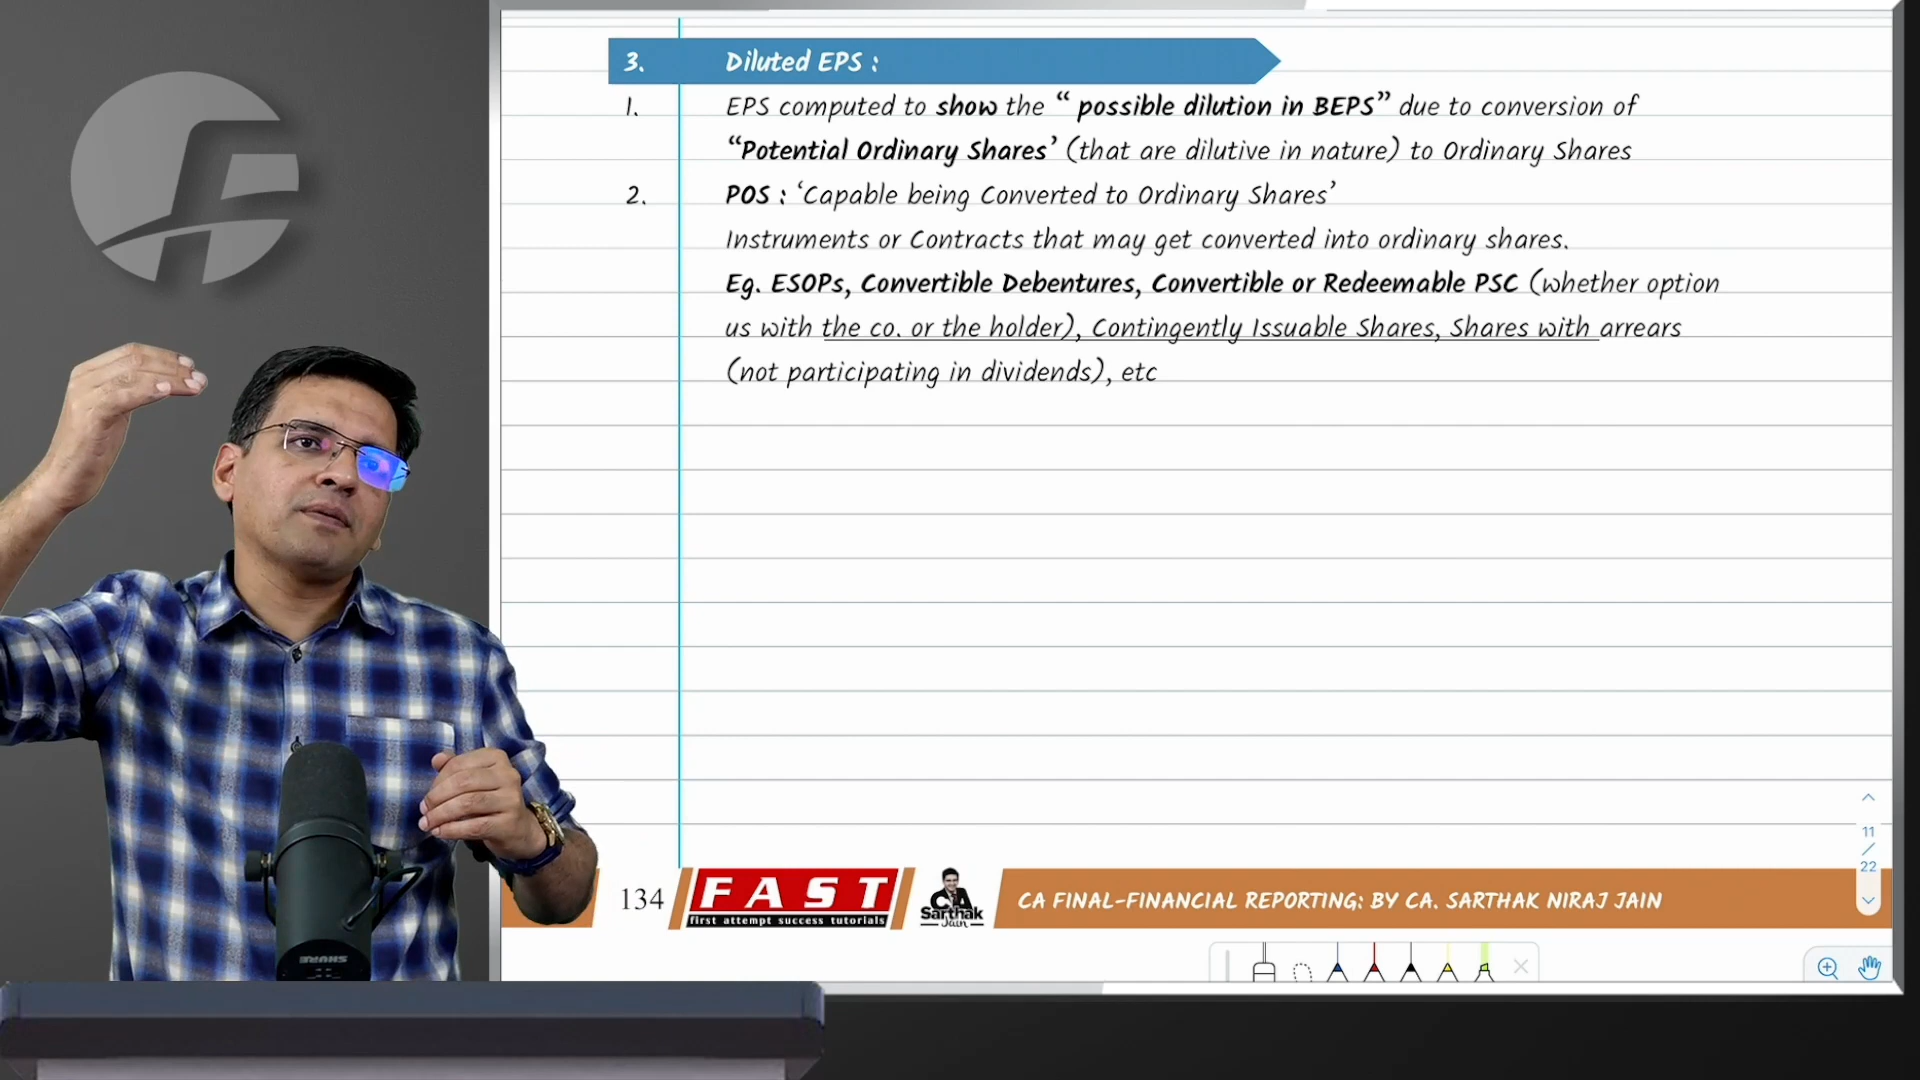 3. Diluted EPS :
1. EPS computed to show the “ possible dilution in BEPS” due to conversion of
“Potential Ordinary Shares’ (that are dilutive in nature) to Ordinary Shares
2. POS : ‘Capable being Converted to Ordinary Shares’
Instruments or Contracts that may get converted into ordinary shares.
Eg. ESOPs, Convertible Debentures, Convertible or Redeemable PSC (whether option
us with the co. or the holder), Contingently Issuable Shares, Shares with arrears
(not participating in dividends), etc
11
/
22
134
FAST
first attempt success tutorials
CA
Sarthak
Jain
CA FINAL-FINANCIAL REPORTING: BY CA. SARTHAK NIRAJ JAIN
SHURE